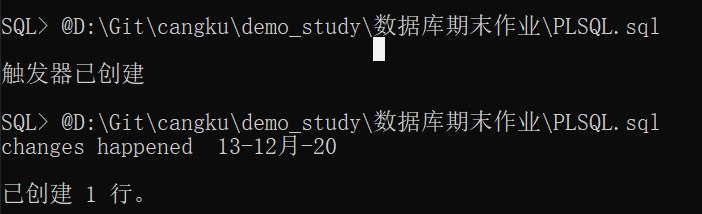 SQL> @D:\Git\cangku\demo_study\数据库期末作业\PLSQL.sql
触发器已创建
SQL> @D:\Git\cangku\demo_study\数据库期末作业\PLSQL.sql
changes happened  13-12月-20
已创建 1 行。